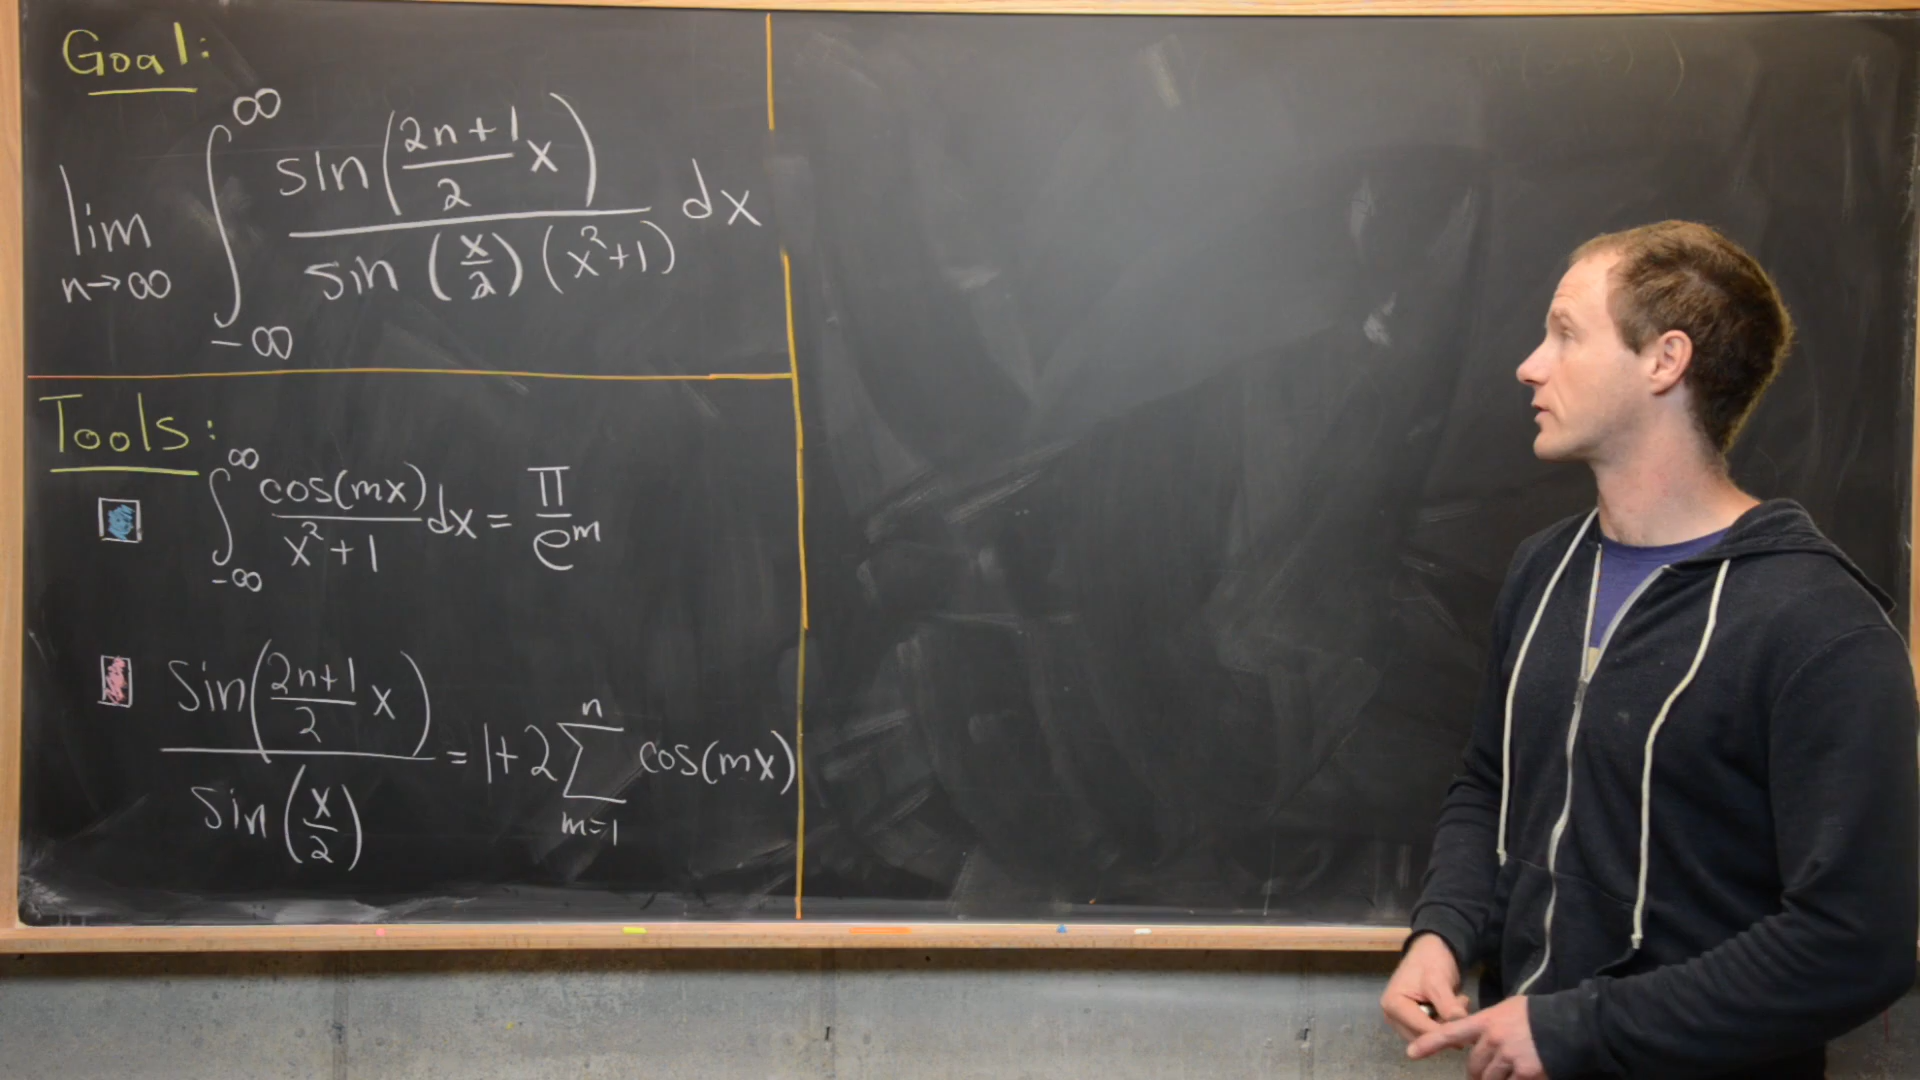 Goal:
lim n→∞ ∫_{-∞}^{∞} sin(2n+1/2 x) / sin(x/2)(x²+1) dx
Tools:
∫_{-∞}^{∞} cos(mx)/x²+1 dx = π/e^m
Sin(2n+1/2 x) / Sin(x/2) = 1+2 ∑_{m=1}^{n} cos(mx)